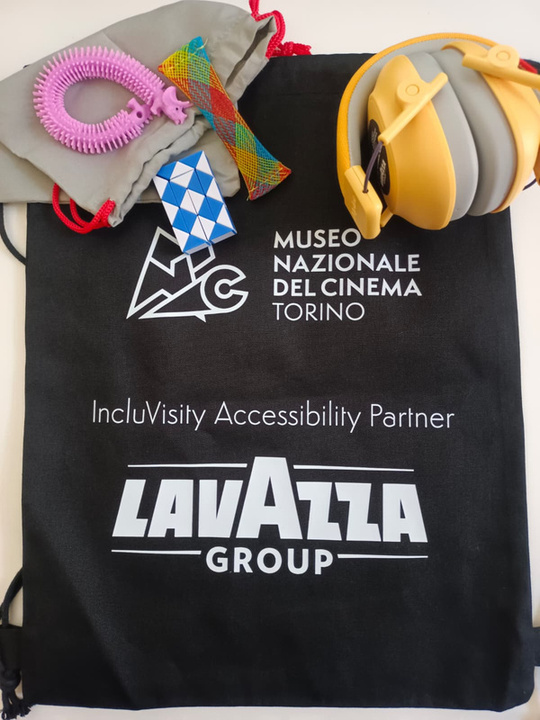 MUSEO
NAZIONALE
DEL CINEMA
TORINO
IncluVisity Accessibility Partner
LAVAZZA
GROUP